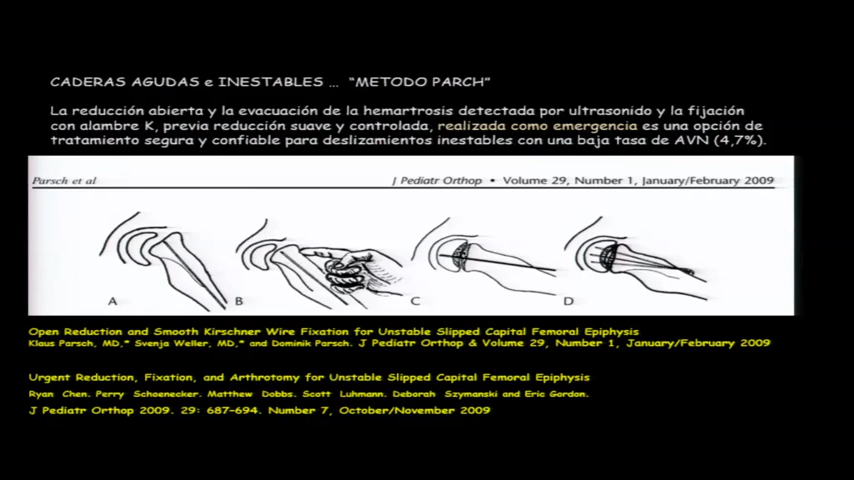 CADERAS AGUDAS e INESTABLES ... "METODO PARCH"
La reducción abierta y la evacuación de la hemartrosis detectada por ultrasonido y la fijación
con alambre K, previa reducción suave y controlada, realizada como emergencia es una opción de
tratamiento segura y confiable para deslizamientos inestables con una baja tasa de AVN (4,7%).
Parsch et al
J Pediatr Orthop • Volume 29, Number 1, January/February 2009
A B C D
Open Reduction and Smooth Kirschner Wire Fixation for Unstable Slipped Capital Femoral Epiphysis
Klaus Parsch, MD,* Svenja Weller, MD,* and Dominik Parsch. J Pediatr Orthop & Volume 29, Number 1, January/February 2009
Urgent Reduction, Fixation, and Arthrotomy for Unstable Slipped Capital Femoral Epiphysis
Ryan Chen. Perry Schoenecker. Matthew Dobbs. Scott Luhmann. Deborah Szymanski and Eric Gordon.
J Pediatr Orthop 2009. 29: 687-694. Number 7, October/November 2009